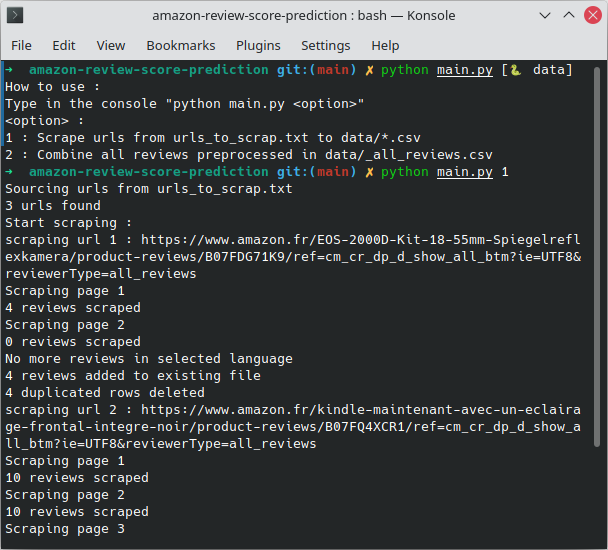 amazon-review-score-prediction : bash — Konsole
File Edit View Bookmarks Plugins Settings Help
➜ amazon-review-score-prediction git:(main) ✗ python main.py [🐍 data]
How to use :
Type in the console "python main.py <option>"
<option> :
1 : Scrape urls from urls_to_scrap.txt to data/*.csv
2 : Combine all reviews preprocessed in data/_all_reviews.csv
➜ amazon-review-score-prediction git:(main) ✗ python main.py 1
Sourcing urls from urls_to_scrap.txt
3 urls found
Start scraping :
scraping url 1 : https://www.amazon.fr/EOS-2000D-Kit-18-55mm-Spiegelrefl
exkamera/product-reviews/B07FDG71K9/ref=cm_cr_dp_d_show_all_btm?ie=UTF8&
reviewerType=all_reviews
Scraping page 1
4 reviews scraped
Scraping page 2
0 reviews scraped
No more reviews in selected language
4 reviews added to existing file
4 duplicated rows deleted
scraping url 2 : https://www.amazon.fr/kindle-maintenant-avec-un-eclaira
ge-frontal-integre-noir/product-reviews/B07FQ4XCR1/ref=cm_cr_dp_d_show_a
ll_btm?ie=UTF8&reviewerType=all_reviews
Scraping page 1
10 reviews scraped
Scraping page 2
10 reviews scraped
Scraping page 3